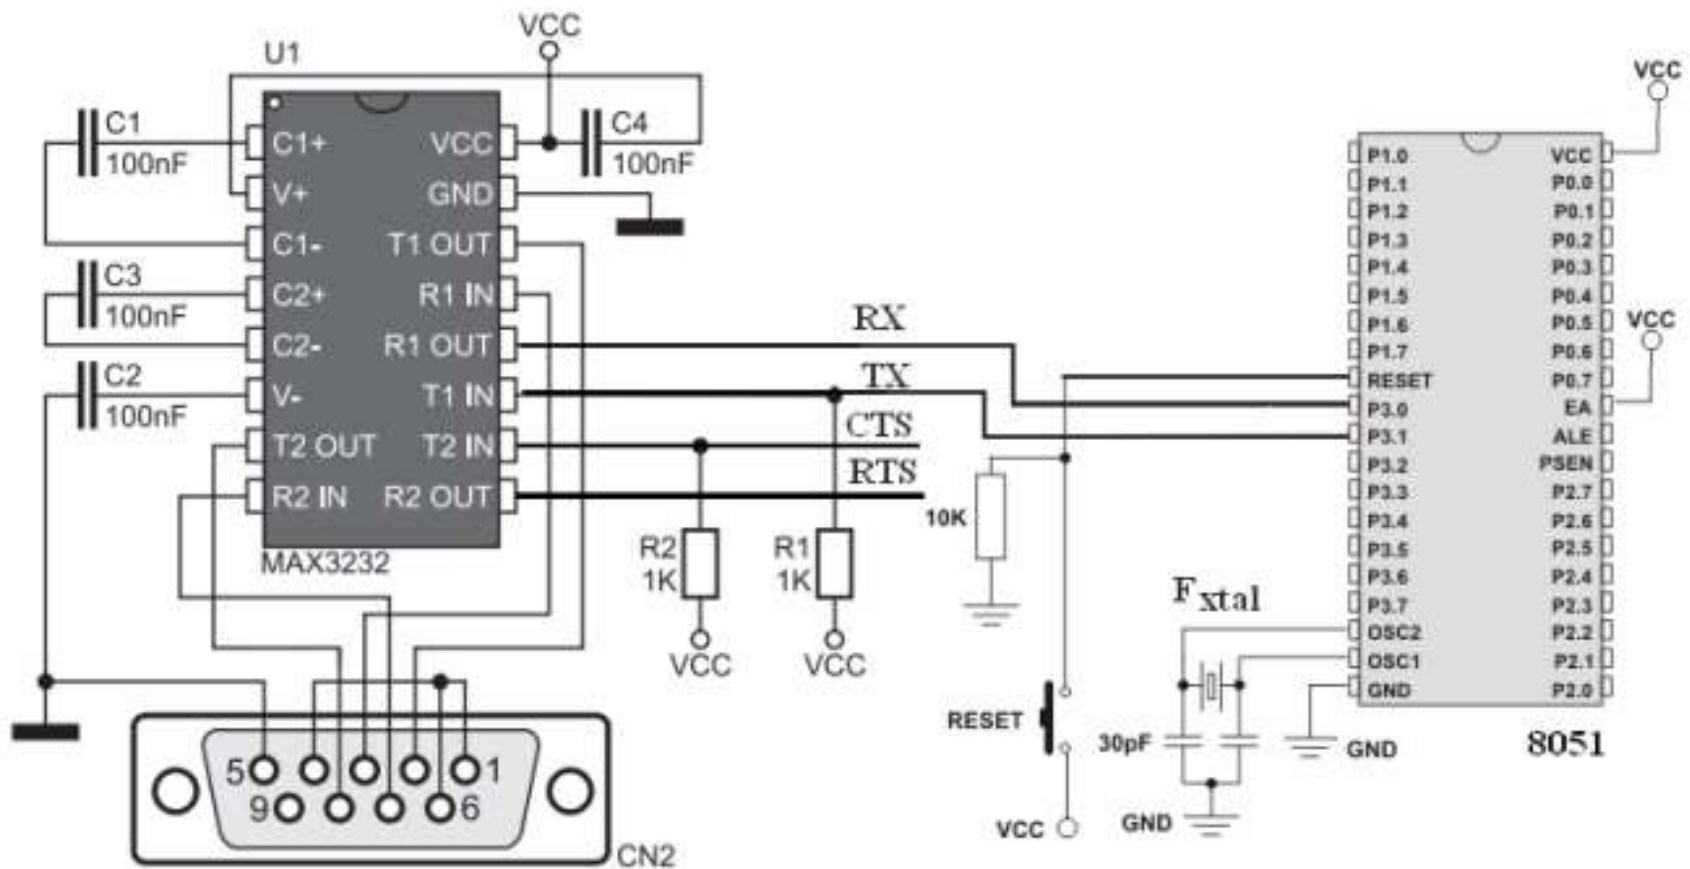 VCC
U1
C1
100nF
C1+
VCC
C4
100nF
V+
GND
C1-
T1 OUT
C3
100nF
C2+
R1 IN
C2-
R1 OUT
RX
C2
100nF
V-
T1 IN
TX
T2 OUT
T2 IN
CTS
R2 IN
R2 OUT
RTS
MAX3232
R2
1K
R1
1K
VCC
VCC
5
1
9
6
CN2
10K
RESET
VCC
Fxtal
30pF
GND
GND
VCC
VCC
P1.0
VCC
P1.1
P0.0
P1.2
P0.1
P1.3
P0.2
P1.4
P0.3
P1.5
P0.4
P1.6
P0.5
P1.7
P0.6
RESET
P0.7
P3.0
EA
P3.1
ALE
P3.2
PSEN
P3.3
P2.7
P3.4
P2.6
P3.5
P2.5
P3.6
P2.4
P3.7
P2.3
OSC2
P2.2
OSC1
P2.1
GND
P2.0
8051